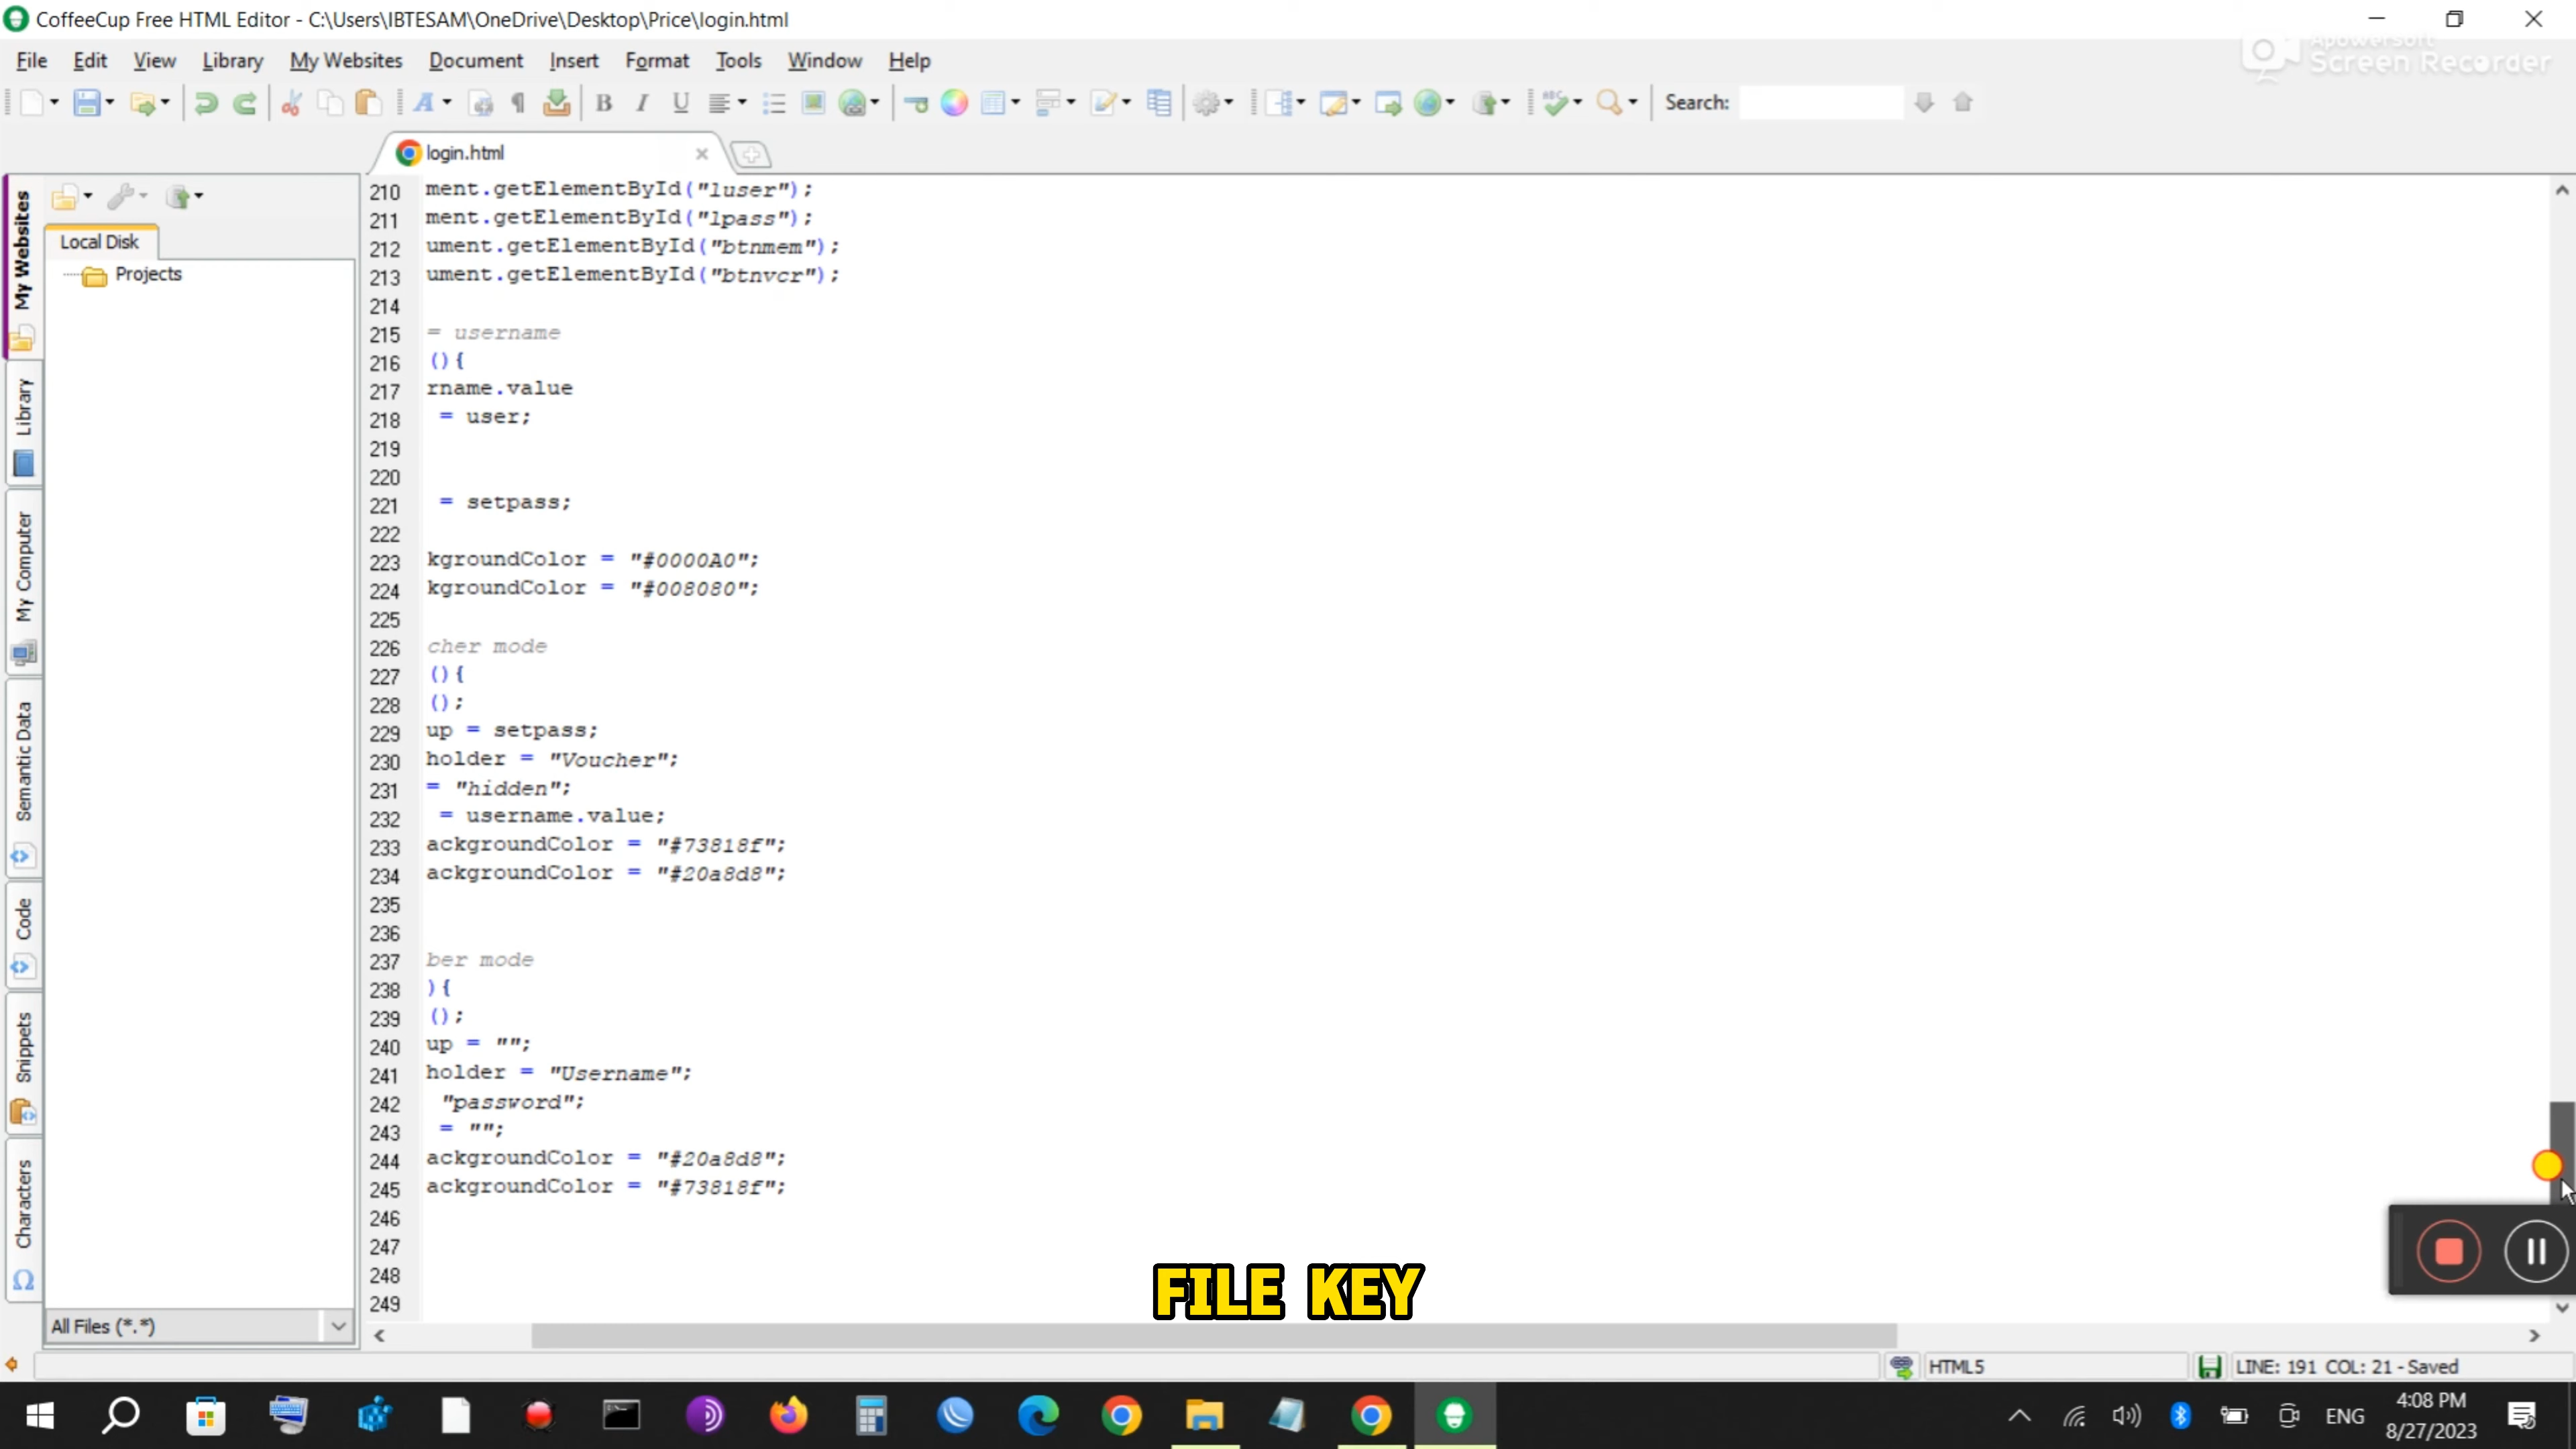 CoffeeCup Free HTML Editor - C:\Users\IBTESAM\OneDrive\Desktop\Price\login.html
Apowersoft
Screen Recorder
File Edit View Library My Websites Document Insert Format Tools Window Help
Search:
login.html
My Websites
Library
My Computer
Semantic Data
Code
Snippets
Characters
Local Disk
Projects
All Files (*.*)
210 ment.getElementById("luser");
211 ment.getElementById("lpass");
212 ument.getElementById("btnmem");
213 ument.getElementById("btnvcr");
214
215 = username
216 (){
217 rname.value
218 = user;
219
220
221 = setpass;
222
223 kgroundColor = "#0000A0";
224 kgroundColor = "#008080";
225
226 cher mode
227 (){
228 ();
229 up = setpass;
230 holder = "Voucher";
231 = "hidden";
232 = username.value;
233 ackgroundColor = "#73818f";
234 ackgroundColor = "#20a8d8";
235
236
237 ber mode
238 ){
239 ();
240 up = "";
241 holder = "Username";
242 "password";
243 = "";
244 ackgroundColor = "#20a8d8";
245 ackgroundColor = "#73818f";
246
247
248
249
FILE KEY
HTML5
LINE: 191 COL: 21 - Saved
ENG
4:08 PM
8/27/2023